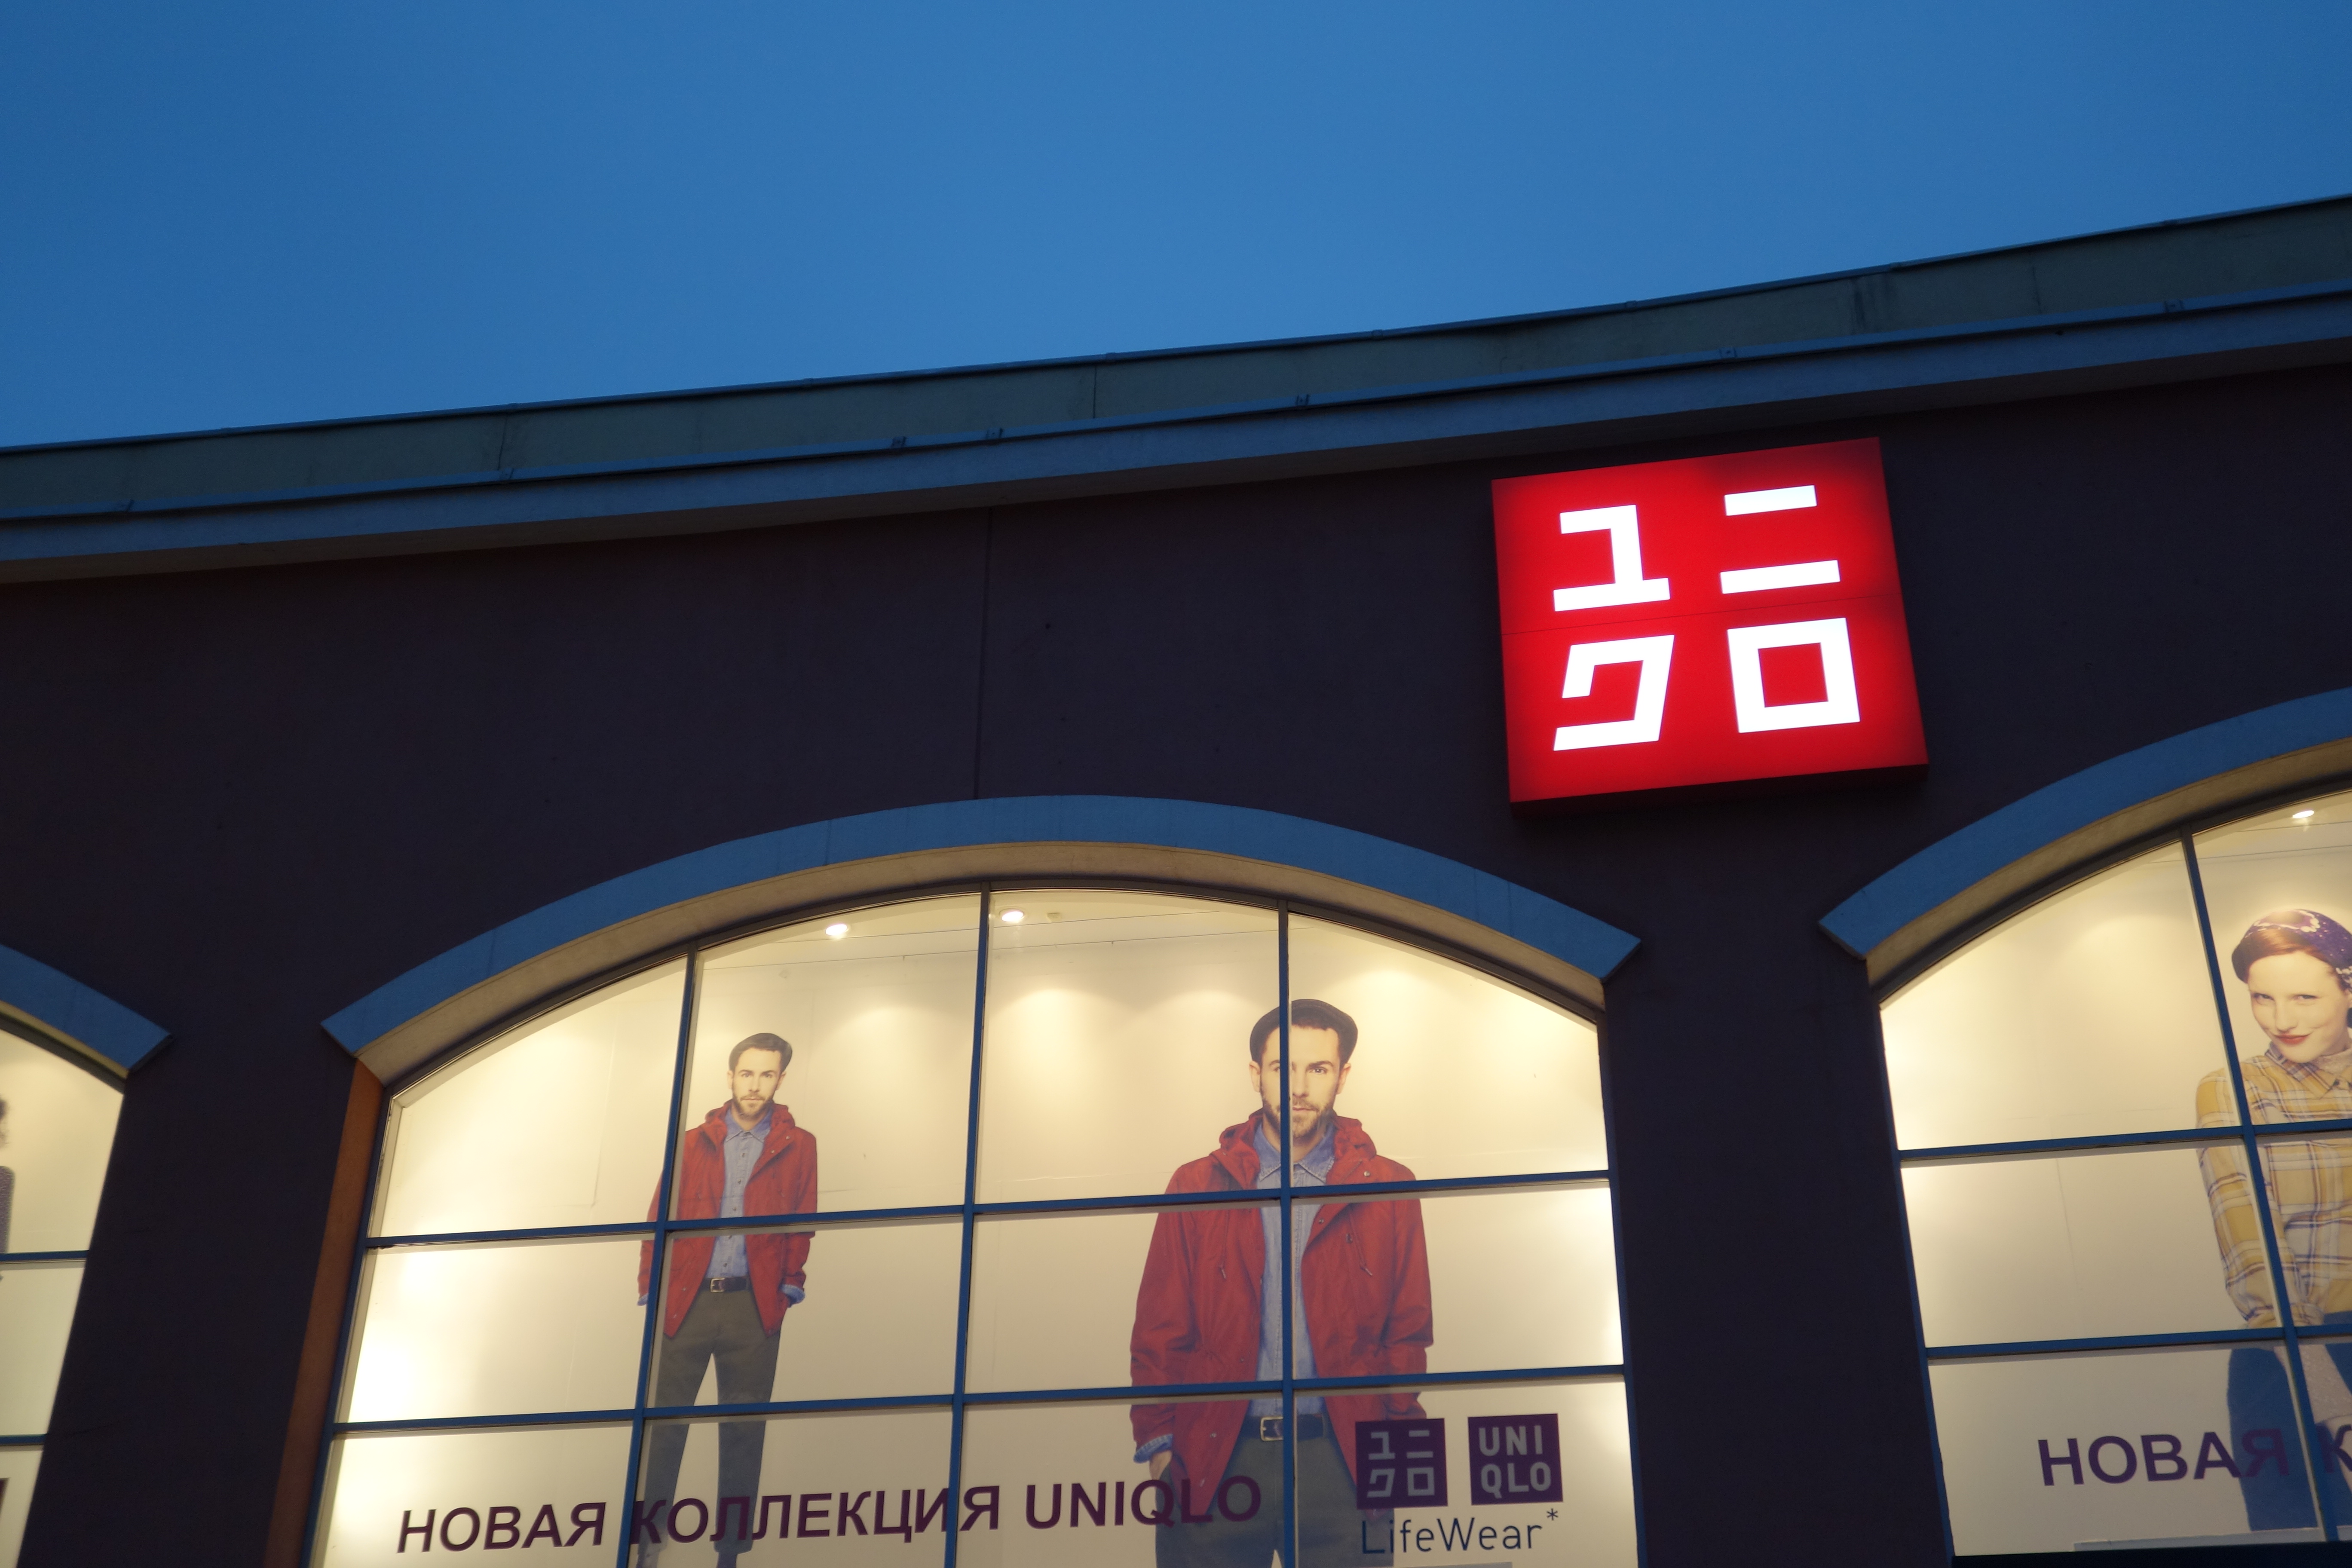 ユニ
クロ
НОВАЯ КОЛЛЕКЦИЯ UNIQLO
ユニ
クロ
UNI
QLO
LifeWear*
НОВАЯ К